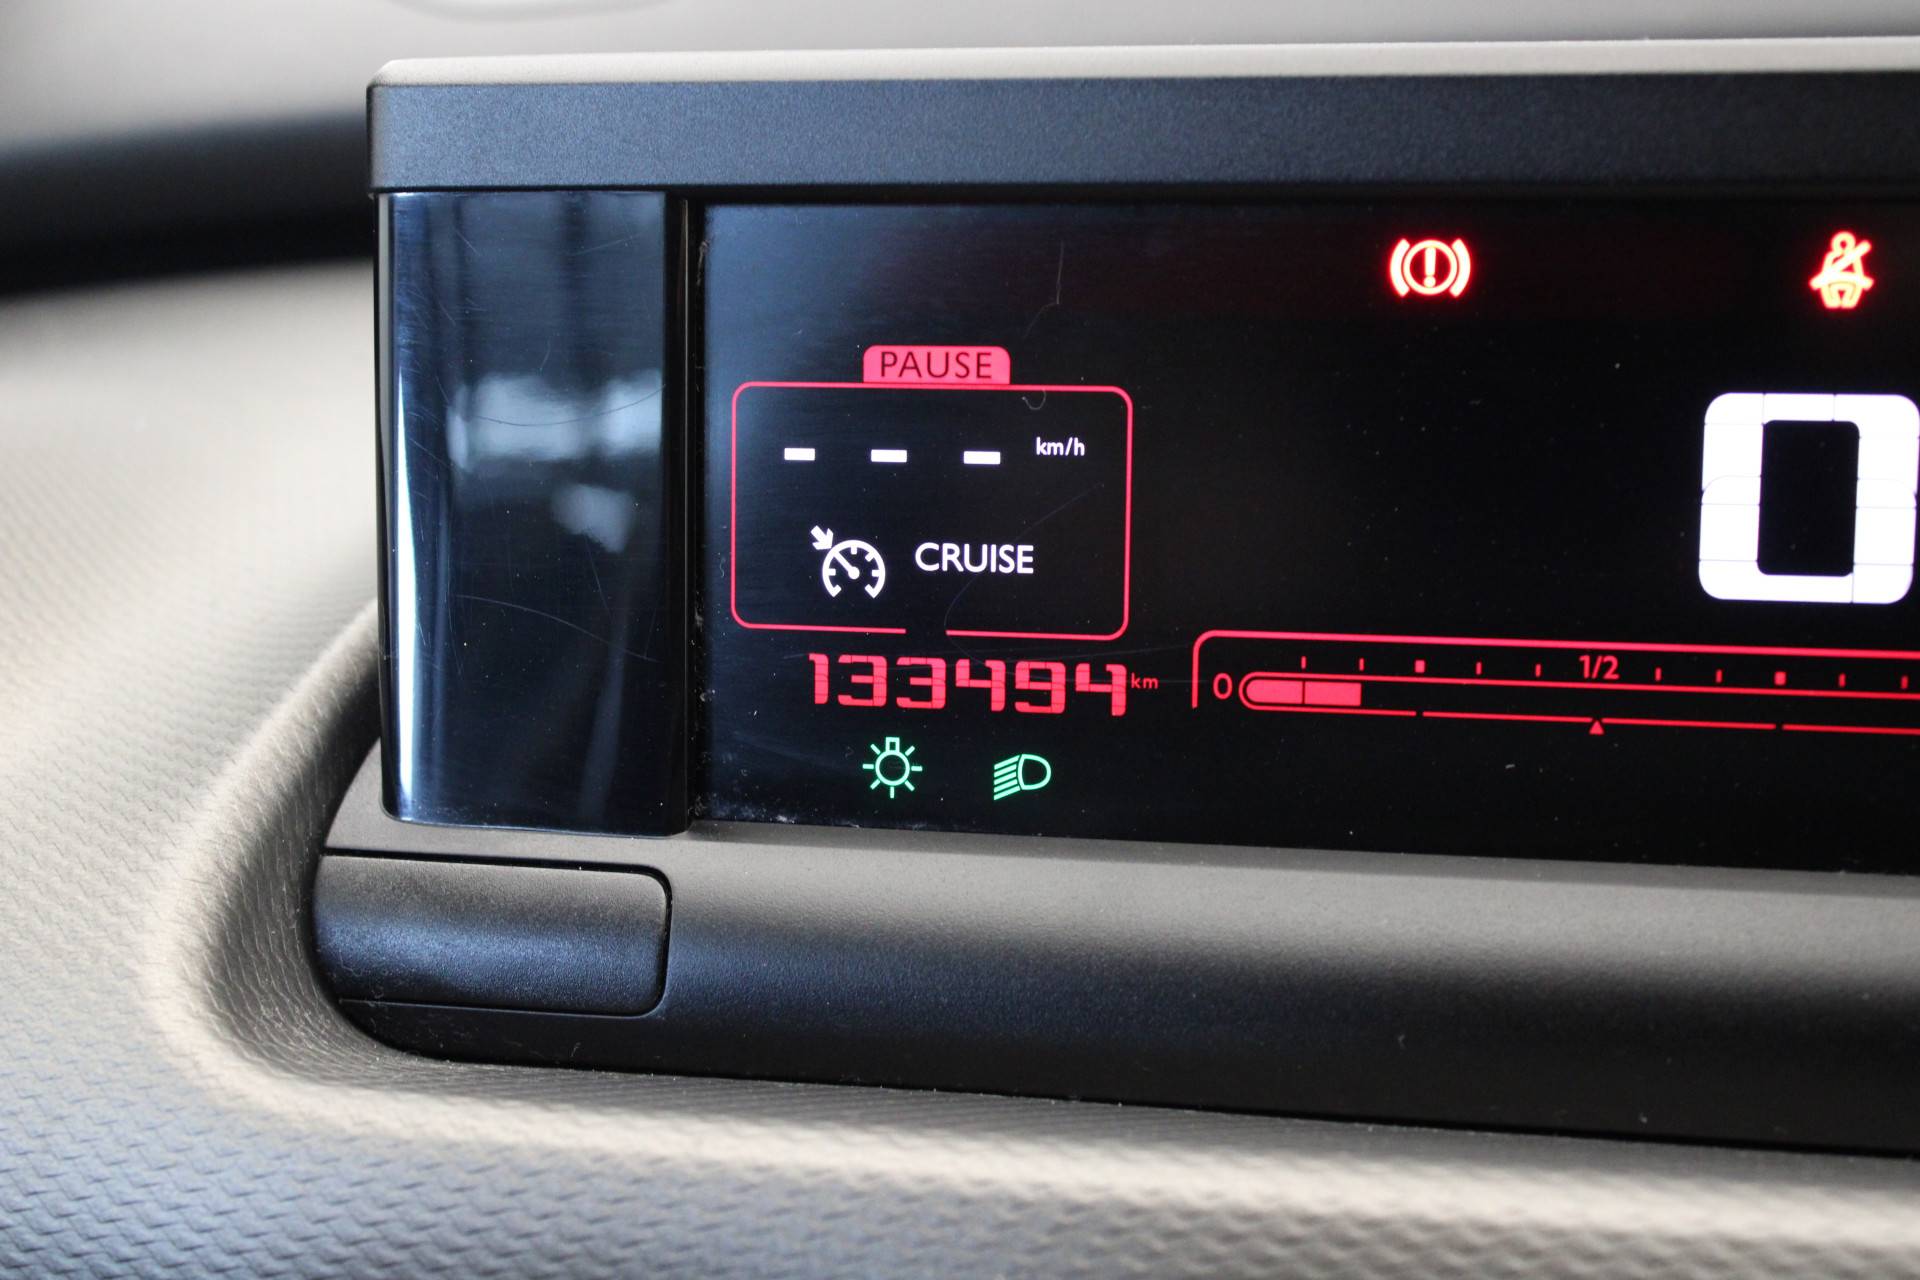 PAUSE
- - - km/h
CRUISE
0
133494 km
0 1/2